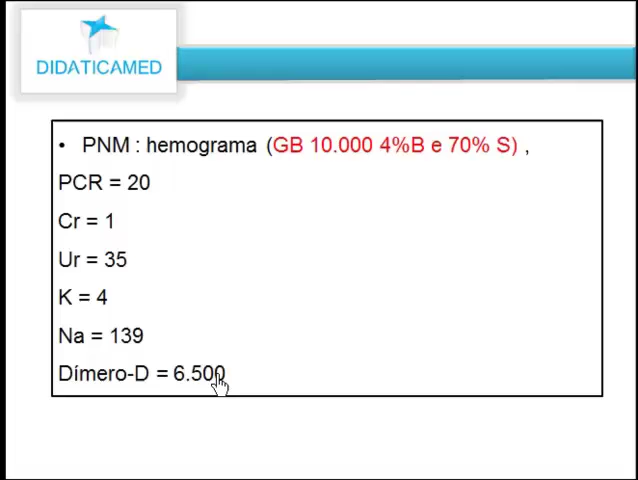 DIDATICAMED
• PNM : hemograma (GB 10.000 4%B e 70% S) ,
PCR = 20
Cr = 1
Ur = 35
K = 4
Na = 139
Dímero-D = 6.500